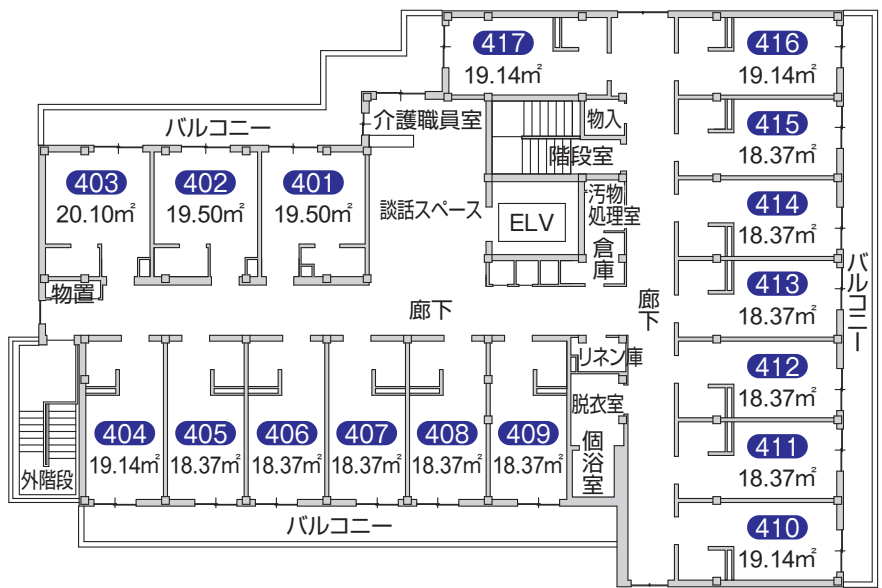 417
19.14㎡
416
19.14㎡
バルコニー
介護職員室
物入
階段室
415
18.37㎡
403
20.10㎡
402
19.50㎡
401
19.50㎡
談話スペース
ELV
汚物
処理室
倉庫
414
18.37㎡
物置
廊下
廊下
413
18.37㎡
バルコニー
リネン庫
412
18.37㎡
脱衣室
404
19.14㎡
405
18.37㎡
406
18.37㎡
407
18.37㎡
408
18.37㎡
409
18.37㎡
個浴室
411
18.37㎡
外階段
バルコニー
410
19.14㎡